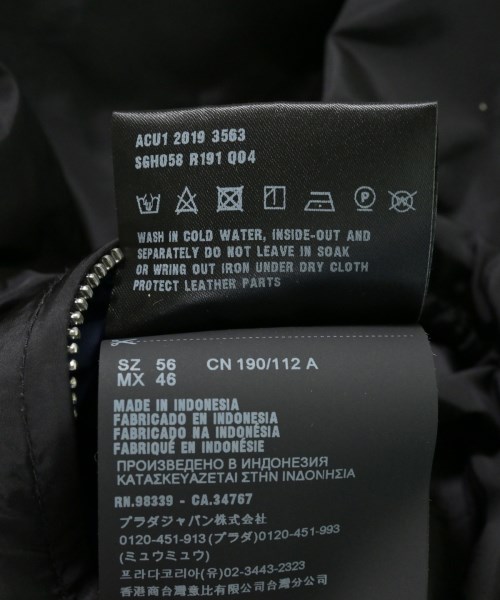 ACU1 2019 3563
SGH058 R191 Q04
WASH IN COLD WATER, INSIDE-OUT AND
SEPARATELY DO NOT LEAVE IN SOAK
OR WRING OUT IRON UNDER DRY CLOTH
PROTECT LEATHER PARTS
SZ 56 CN 190/112 A
MX 46
MADE IN INDONESIA
FABRICADO EN INDONESIA
FABRICADO NA INDONÉSIA
FABRIQUÉ EN INDONÉSIE
ПРОИЗВЕДЕНО В ИНДОНЕЗИЯ
ΚΑΤΑΣΚΕΥΑΖΕΤΑΙ ΣΤΗΝ ΙΝΔΟΝΗΣΙΑ
RN.98339 - CA.34767
プラダジャパン株式会社
0120-451-913 (プラダ) 0120-451-993
(ミュウミュウ)
프라다코리아(유) 02-3443-2323
香港商台灣普拉達股份有限公司台灣分公司